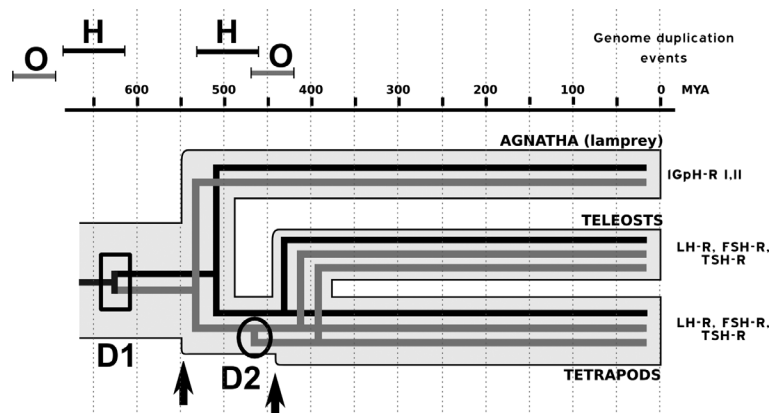 H H
O O
Genome duplication
events
600 500 400 300 200 100 0 MYA
AGNATHA (lamprey)
IGpH-R I,II
TELEOSTS
LH-R, FSH-R,
TSH-R
LH-R, FSH-R,
TSH-R
D1
D2
TETRAPODS